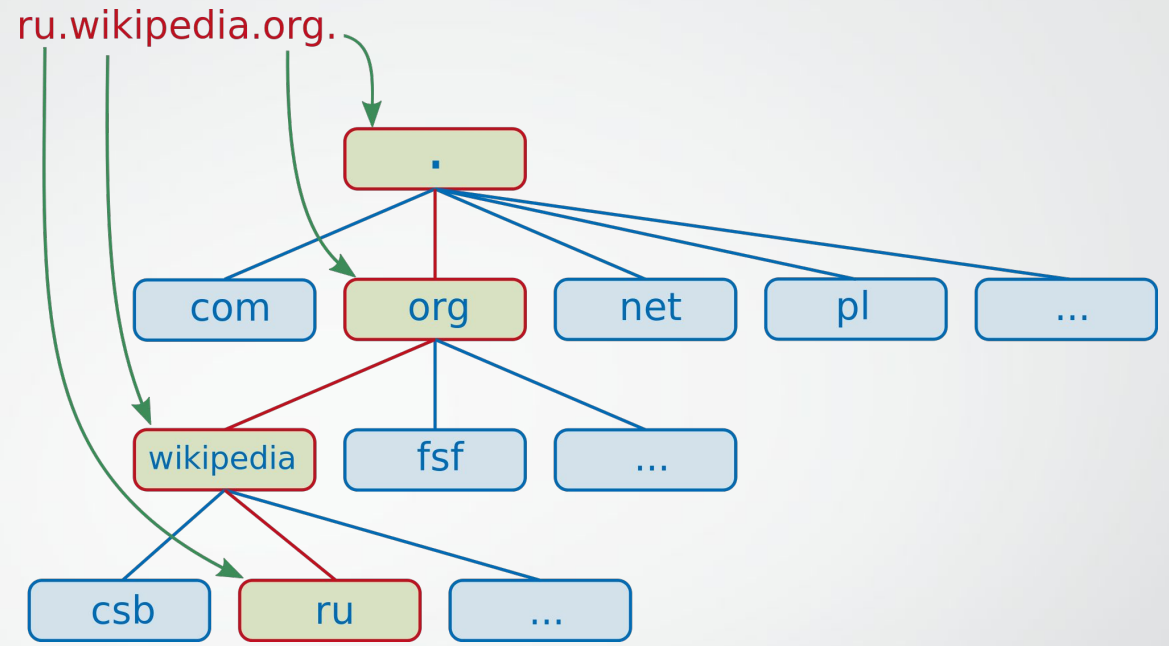 ru.wikipedia.org.
.
com org net pl ...
wikipedia fsf ...
csb ru ...